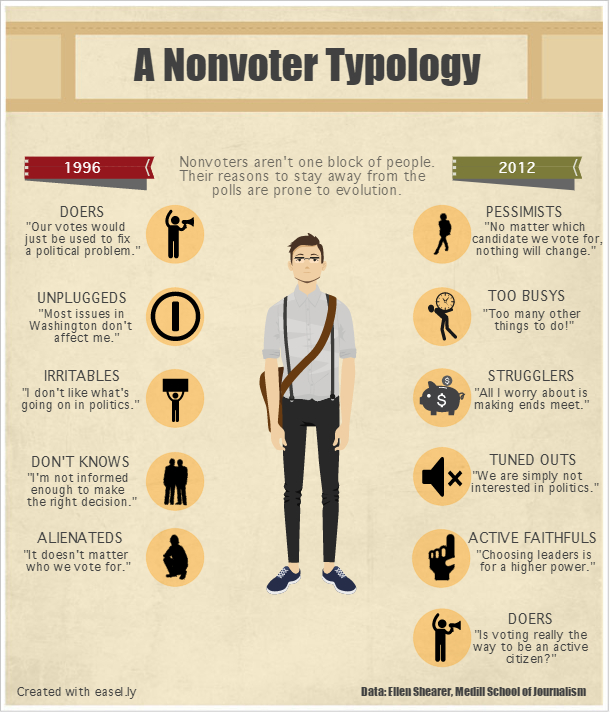 A Nonvoter Typology
1996
Nonvoters aren't one block of people.
Their reasons to stay away from the
polls are prone to evolution.
2012
DOERS
"Our votes would
just be used to fix
a political problem."
UNPLUGGEDS
"Most issues in
Washington don't
affect me."
IRRITABLES
"I don't like what's
going on in politics."
DON'T KNOWS
"I'm not informed
enough to make
the right decision."
ALIENATEDS
"It doesn't matter
who we vote for."
PESSIMISTS
"No matter which
candidate we vote for,
nothing will change."
TOO BUSYS
"Too many other
things to do!"
STRUGGLERS
"All I worry about is
making ends meet."
$
$
TUNED OUTS
"We are simply not
interested in politics."
ACTIVE FAITHFULS
"Choosing leaders is
for a higher power."
DOERS
"Is voting really the
way to be an active
citizen?"
Created with easel.ly
Data: Ellen Shearer, Medill School of Journalism